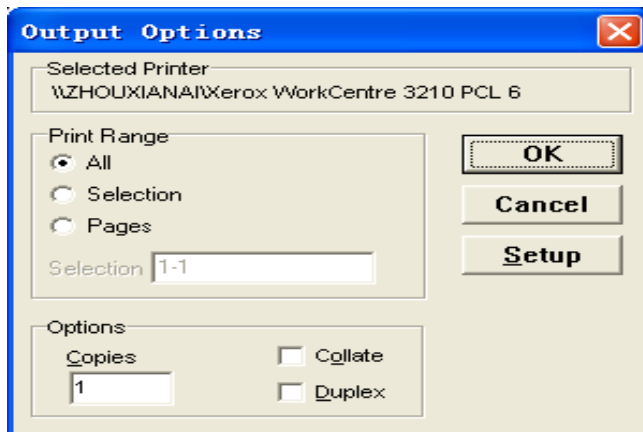 Output Options
Selected Printer
\\ZHOUXIANAI\Xerox WorkCentre 3210 PCL 6
Print Range
All
Selection
Pages
Selection 1-1
OK
Cancel
Setup
Options
Copies
1
Collate
Duplex